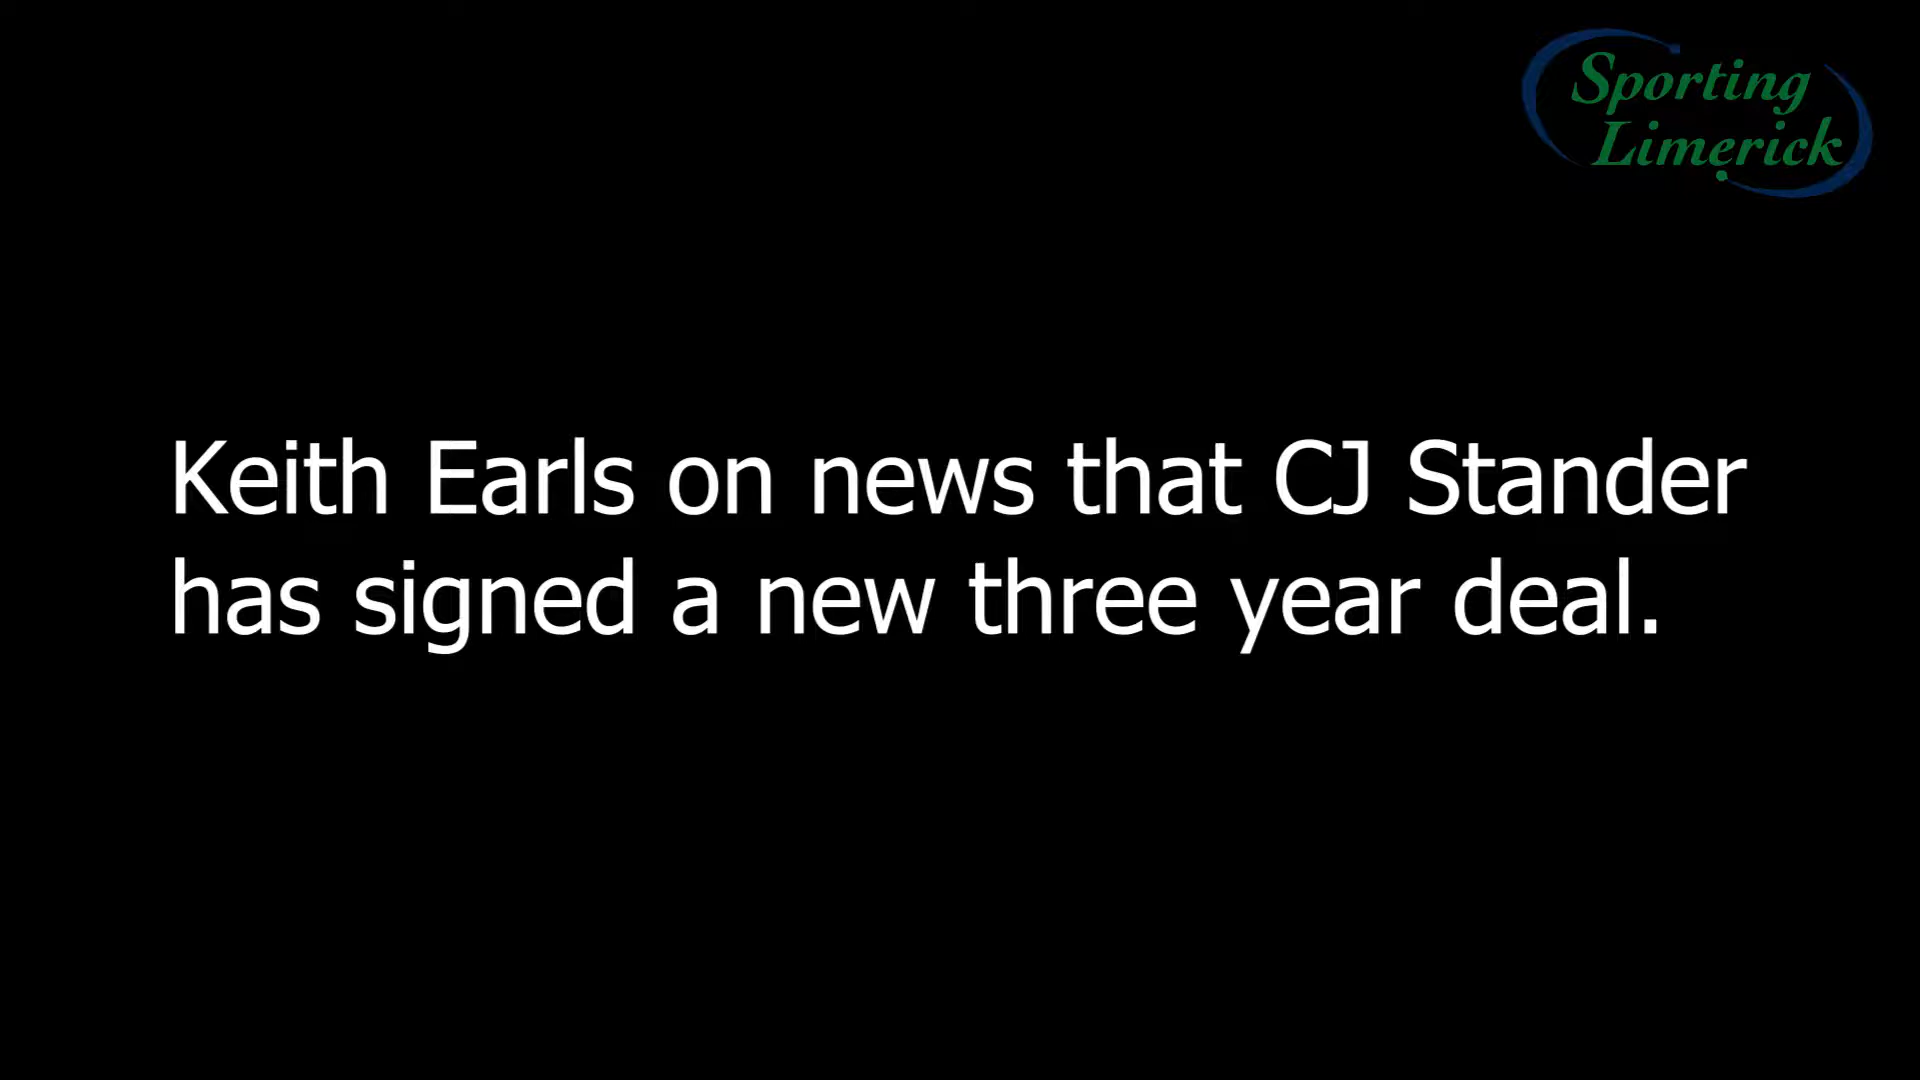 Sporting
Limerick
Keith Earls on news that CJ Stander
has signed a new three year deal.